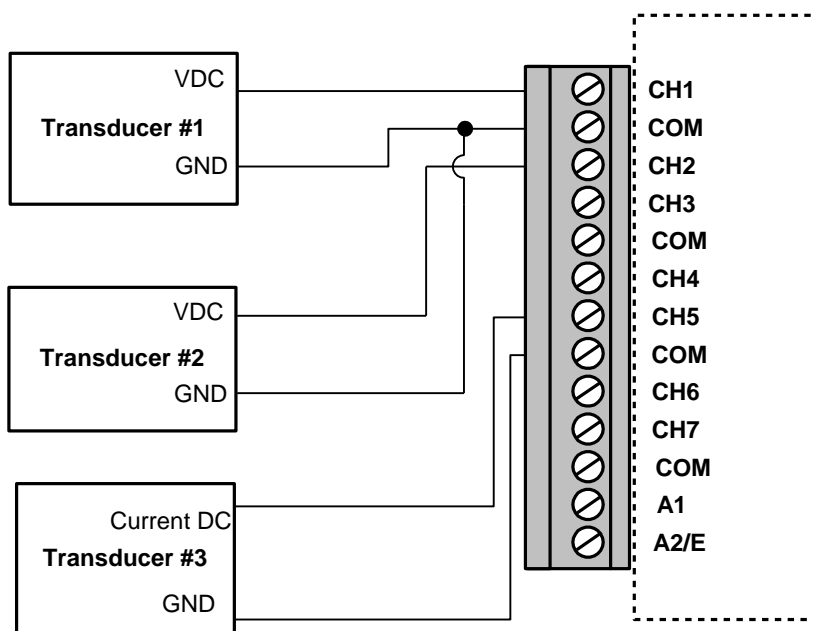 VDC
Transducer #1
GND
VDC
Transducer #2
GND
Current DC
Transducer #3
GND
CH1
COM
CH2
CH3
COM
CH4
CH5
COM
CH6
CH7
COM
A1
A2/E